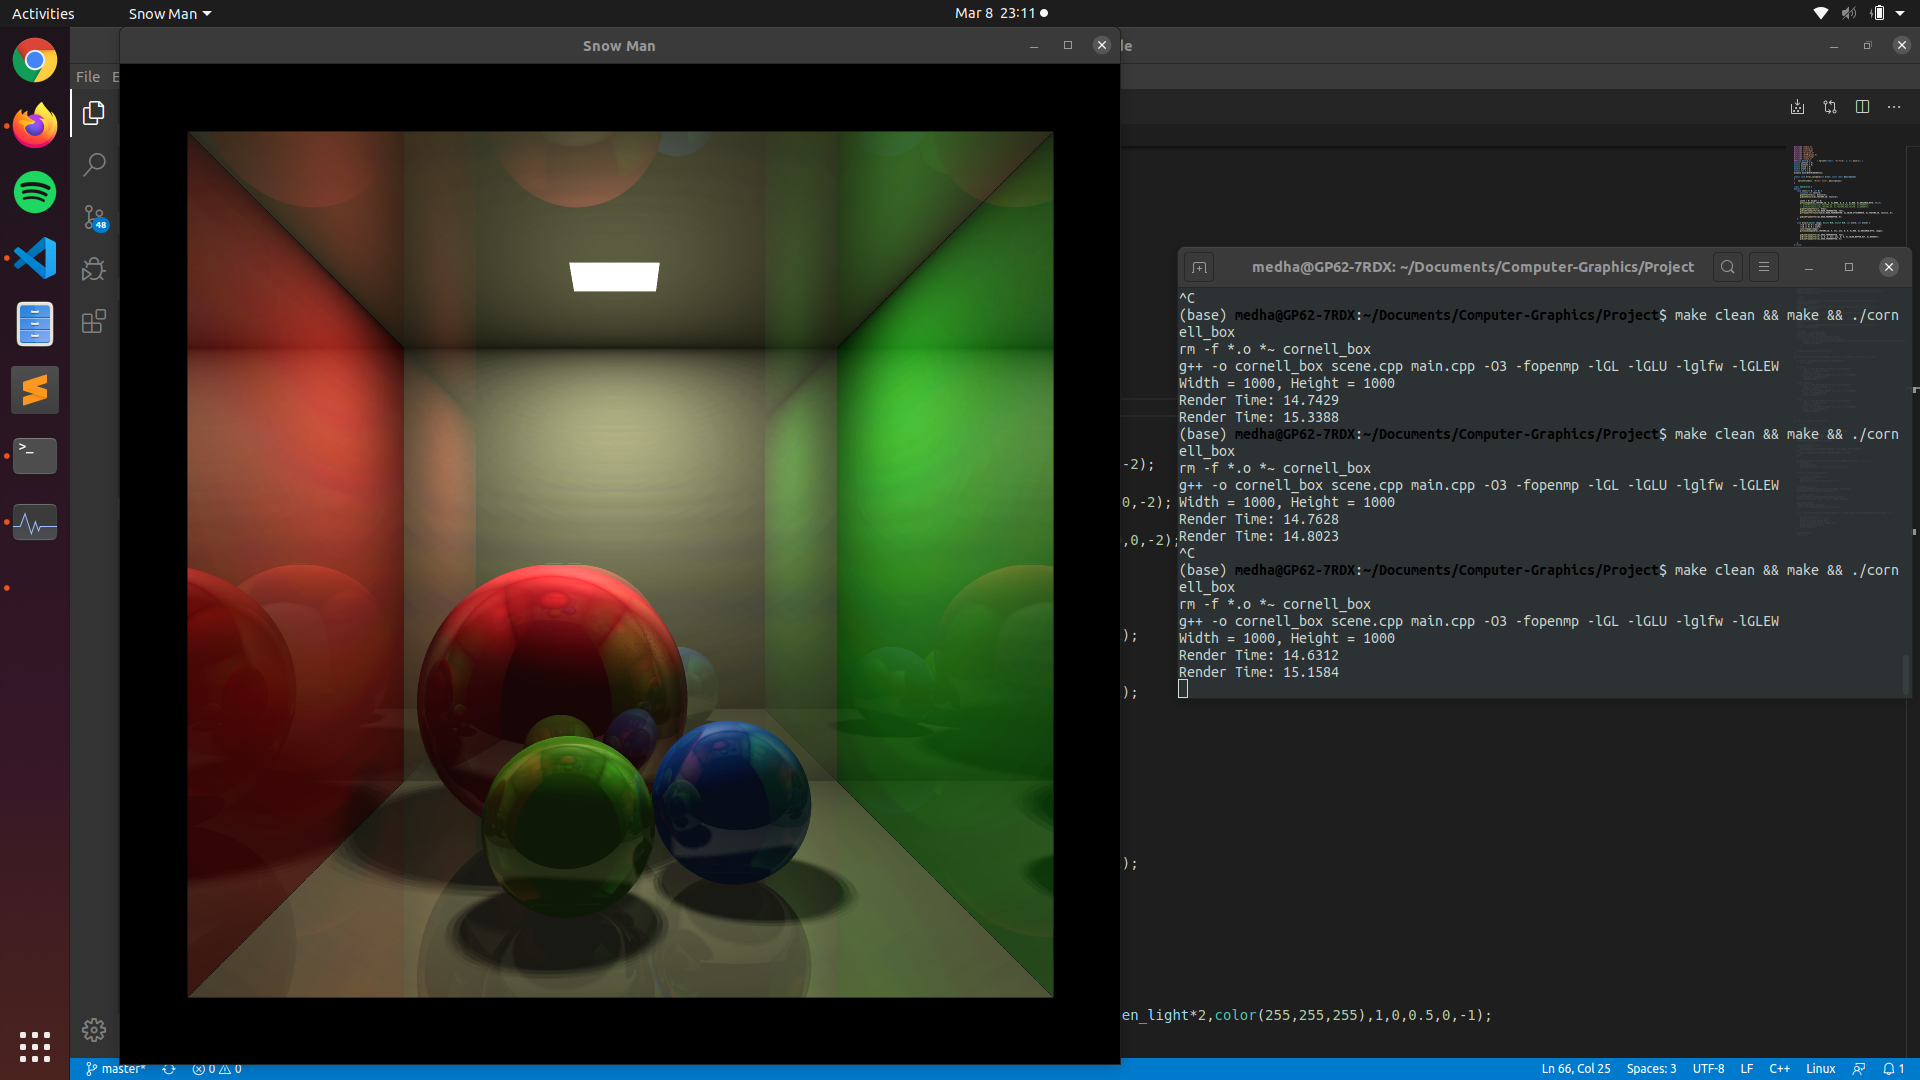 Activities
Snow Man
Mar 8 23:11
Snow Man
de
File E
48
medha@GP62-7RDX: ~/Documents/Computer-Graphics/Project
^C
(base) medha@GP62-7RDX:~/Documents/Computer-Graphics/Project$ make clean && make && ./corn
ell_box
rm -f *.o *~ cornell_box
g++ -o cornell_box scene.cpp main.cpp -O3 -fopenmp -lGL -lGLU -lglfw -lGLEW
Width = 1000, Height = 1000
Render Time: 14.7429
Render Time: 15.3388
(base) medha@GP62-7RDX:~/Documents/Computer-Graphics/Project$ make clean && make && ./corn
ell_box
rm -f *.o *~ cornell_box
g++ -o cornell_box scene.cpp main.cpp -O3 -fopenmp -lGL -lGLU -lglfw -lGLEW
Width = 1000, Height = 1000
Render Time: 14.7628
Render Time: 14.8023
^C
(base) medha@GP62-7RDX:~/Documents/Computer-Graphics/Project$ make clean && make && ./corn
ell_box
rm -f *.o *~ cornell_box
g++ -o cornell_box scene.cpp main.cpp -O3 -fopenmp -lGL -lGLU -lglfw -lGLEW
Width = 1000, Height = 1000
Render Time: 14.6312
Render Time: 15.1584
-2);
0,-2);
,0,-2);
);
);
);
en_light*2,color(255,255,255),1,0,0.5,0,-1);
master* 0 0
Ln 66, Col 25 Spaces: 3 UTF-8 LF C++ Linux 1